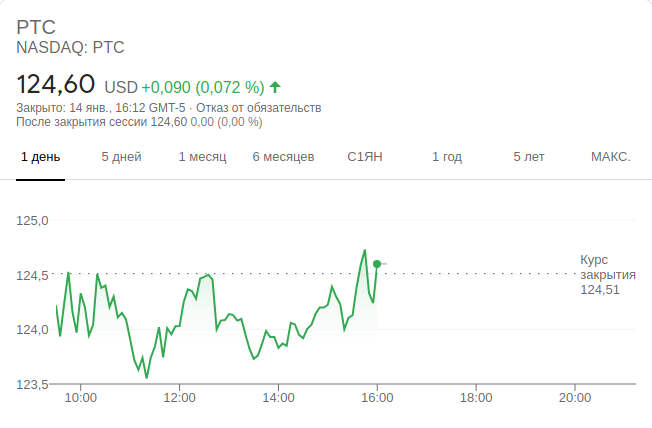 PTC
NASDAQ: PTC
124,60 USD +0,090 (0,072 %)
Закрыто: 14 янв., 16:12 GMT-5 · Отказ от обязательств
После закрытия сессии 124,60 0,00 (0,00 %)
1 день 5 дней 1 месяц 6 месяцев С1ЯН 1 год 5 лет МАКС.
125,0
124,5
124,0
123,5
Курс
закрытия
124,51
10:00 12:00 14:00 16:00 18:00 20:00